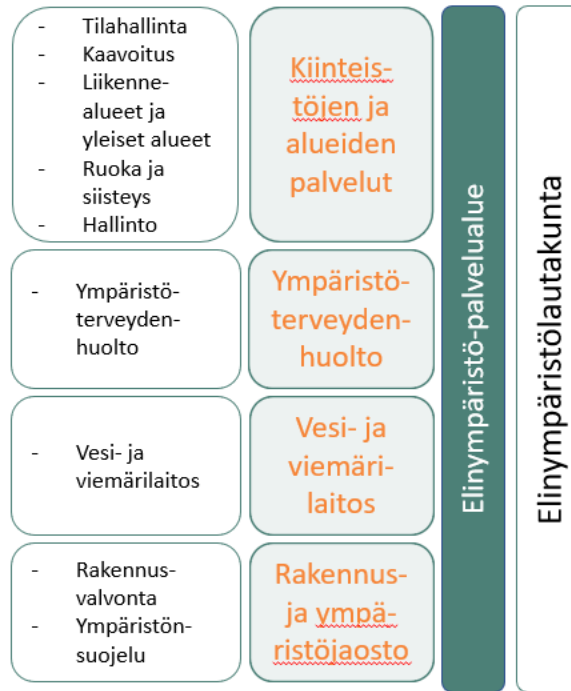 - Tilahallinta
- Kaavoitus
- Liikenne-
alueet ja
yleiset alueet
- Ruoka ja
siisteys
- Hallinto
Kiinteis-
töjen ja
alueiden
palvelut
- Ympäristö-
terveyden-
huolto
Ympäristö-
terveyden-
huolto
- Vesi- ja
viemärilaitos
Vesi- ja
viemäri-
laitos
- Rakennus-
valvonta
- Ympäristön-
suojelu
Rakennus-
ja ympä-
ristöjaosto
Elinympäristö-palvelualue
Elinympäristölautakunta